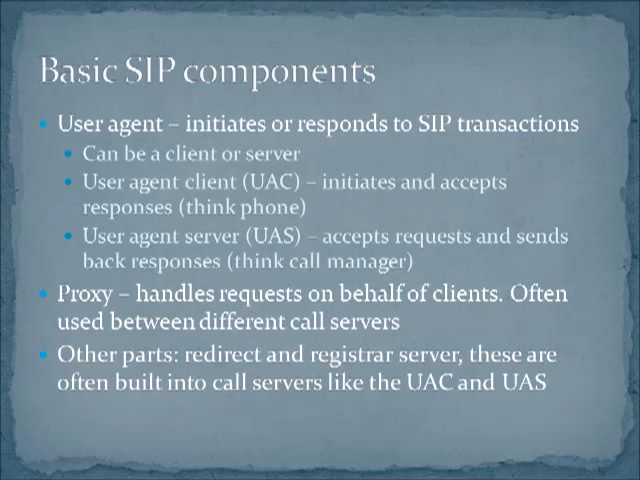 Basic SIP components
• User agent – initiates or responds to SIP transactions
• Can be a client or server
• User agent client (UAC) – initiates and accepts
responses (think phone)
• User agent server (UAS) – accepts requests and sends
back responses (think call manager)
• Proxy – handles requests on behalf of clients. Often
used between different call servers
• Other parts: redirect and registrar server, these are
often built into call servers like the UAC and UAS